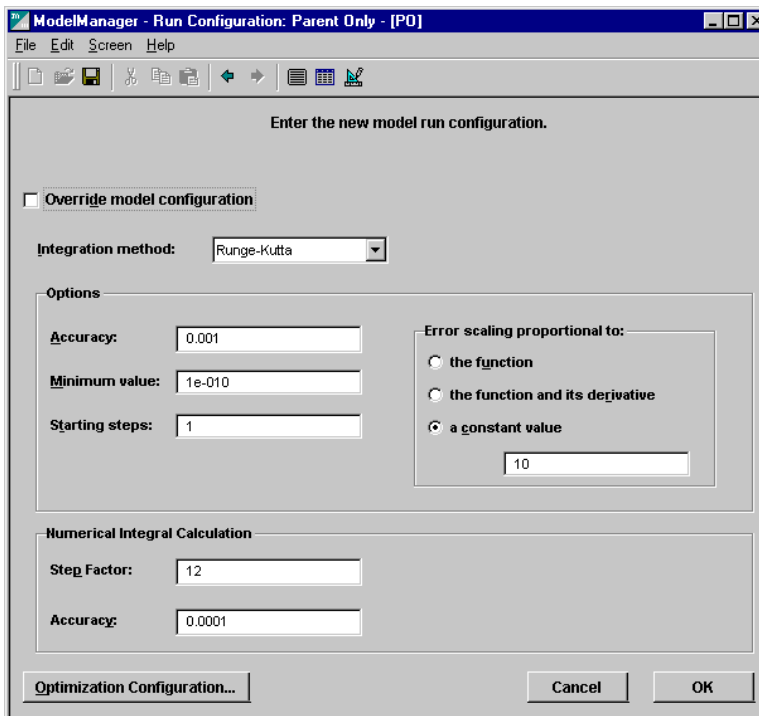 ModelManager - Run Configuration: Parent Only - [PO]
File Edit Screen Help
Enter the new model run configuration.
Override model configuration
Integration method: Runge-Kutta
Options
Accuracy: 0.001
Minimum value: 1e-010
Starting steps: 1
Error scaling proportional to:
the function
the function and its derivative
a constant value
10
Numerical Integral Calculation
Step Factor: 12
Accuracy: 0.0001
Optimization Configuration... Cancel OK